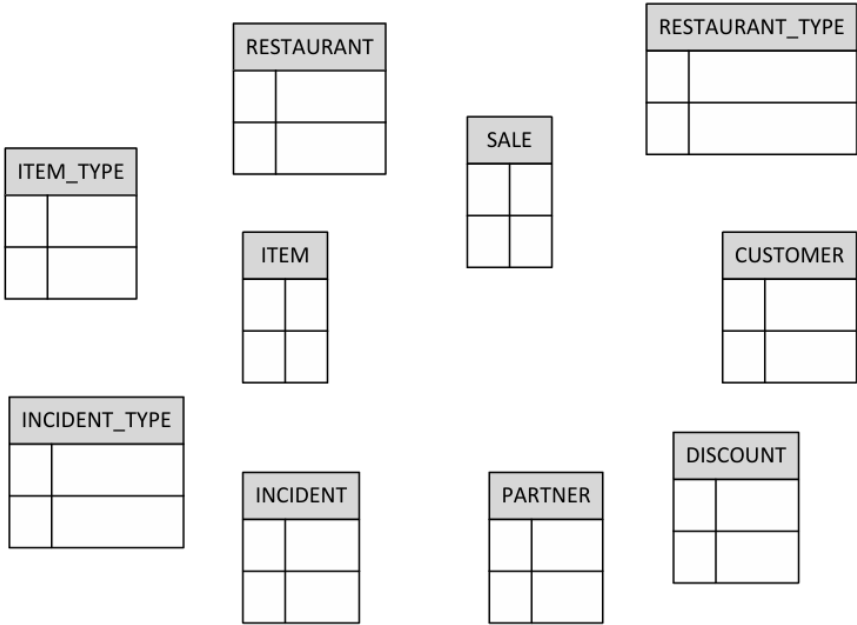 RESTAURANT
RESTAURANT_TYPE
SALE
ITEM_TYPE
ITEM
CUSTOMER
INCIDENT_TYPE
DISCOUNT
INCIDENT
PARTNER